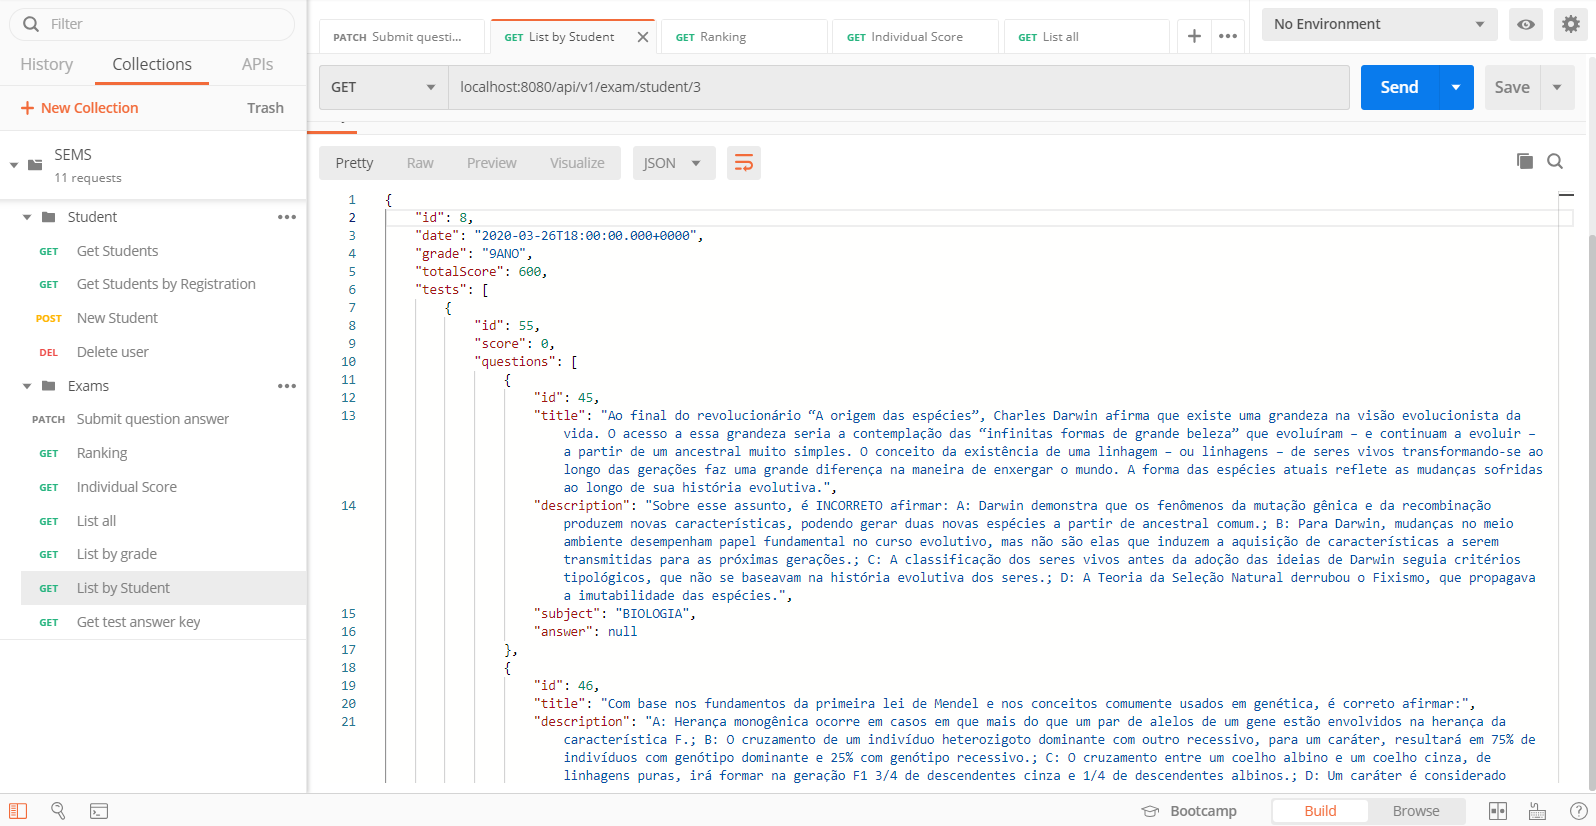 Filter
History Collections APIs
+ New Collection Trash
SEMS
11 requests
Student
GET Get Students
GET Get Students by Registration
POST New Student
DEL Delete user
Exams
PATCH Submit question answer
GET Ranking
GET Individual Score
GET List all
GET List by grade
GET List by Student
GET Get test answer key
PATCH Submit questi... GET List by Student GET Ranking GET Individual Score GET List all
No Environment
GET localhost:8080/api/v1/exam/student/3 Send Save
Pretty Raw Preview Visualize JSON
1 {
2 "id": 8,
3 "date": "2020-03-26T18:00:00.000+0000",
4 "grade": "9ANO",
5 "totalScore": 600,
6 "tests": [
7 {
8 "id": 55,
9 "score": 0,
10 "questions": [
11 {
12 "id": 45,
13 "title": "Ao final do revolucionário “A origem das espécies”, Charles Darwin afirma que existe uma grandeza na visão evolucionista da
vida. O acesso a essa grandeza seria a contemplação das “infinitas formas de grande beleza” que evoluíram – e continuam a evoluir –
a partir de um ancestral muito simples. O conceito da existência de uma linhagem – ou linhagens – de seres vivos transformando-se ao
longo das gerações faz uma grande diferença na maneira de enxergar o mundo. A forma das espécies atuais reflete as mudanças sofridas
ao longo de sua história evolutiva.",
14 "description": "Sobre esse assunto, é INCORRETO afirmar: A: Darwin demonstra que os fenômenos da mutação gênica e da recombinação
produzem novas características, podendo gerar duas novas espécies a partir de ancestral comum.; B: Para Darwin, mudanças no meio
ambiente desempenham papel fundamental no curso evolutivo, mas não são elas que induzem a aquisição de características a serem
transmitidas para as próximas gerações.; C: A classificação dos seres vivos antes da adoção das ideias de Darwin seguia critérios
tipológicos, que não se baseavam na história evolutiva dos seres.; D: A Teoria da Seleção Natural derrubou o Fixismo, que propagava
a imutabilidade das espécies.",
15 "subject": "BIOLOGIA",
16 "answer": null
17 },
18 {
19 "id": 46,
20 "title": "Com base nos fundamentos da primeira lei de Mendel e nos conceitos comumente usados em genética, é correto afirmar:",
21 "description": "A: Herança monogênica ocorre em casos em que mais do que um par de alelos de um gene estão envolvidos na herança da
característica F.; B: O cruzamento de um indivíduo heterozigoto dominante com outro recessivo, para um caráter, resultará em 75% de
indivíduos com genótipo dominante e 25% com genótipo recessivo.; C: O cruzamento entre um coelho albino e um coelho cinza, de
linhagens puras, irá formar na geração F1 3/4 de descendentes cinza e 1/4 de descendentes albinos.; D: Um caráter é considerado
Bootcamp Build Browse